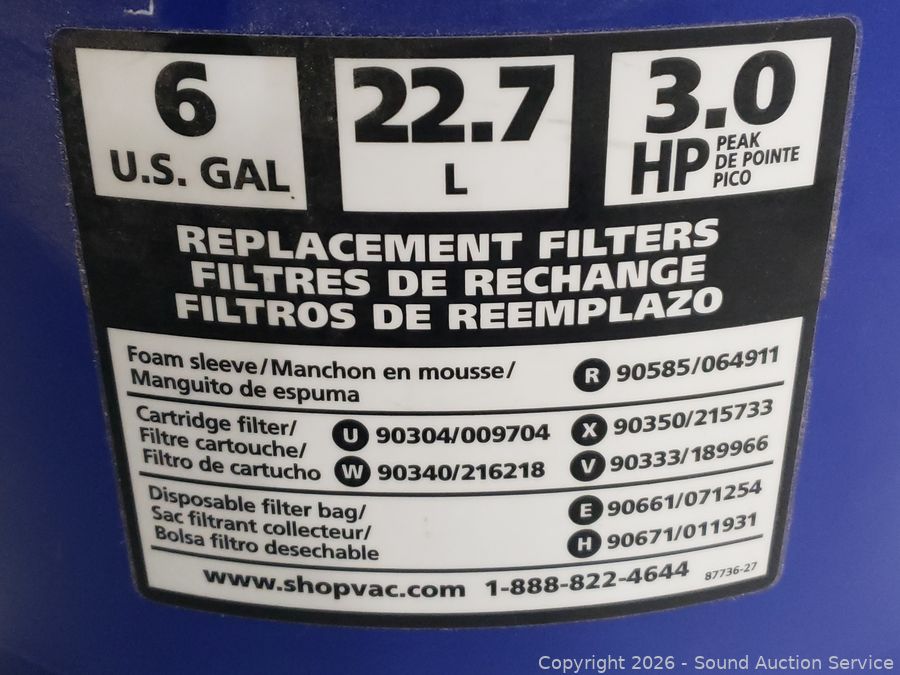 6
U.S. GAL
22.7
L
3.0
HP PEAK
DE POINTE
PICO
REPLACEMENT FILTERS
FILTRES DE RECHANGE
FILTROS DE REEMPLAZO
Foam sleeve/Manchon en mousse/
Manguito de espuma
R 90585/064911
Cartridge filter/
Filtre cartouche/
Filtro de cartucho
U 90304/009704
W 90340/216218
X 90350/215733
V 90333/189966
Disposable filter bag/
Sac filtrant collecteur/
Bolsa filtro desechable
E 90661/071254
H 90671/011931
www.shopvac.com 1-888-822-4644 87736-27
Copyright 2026 - Sound Auction Service